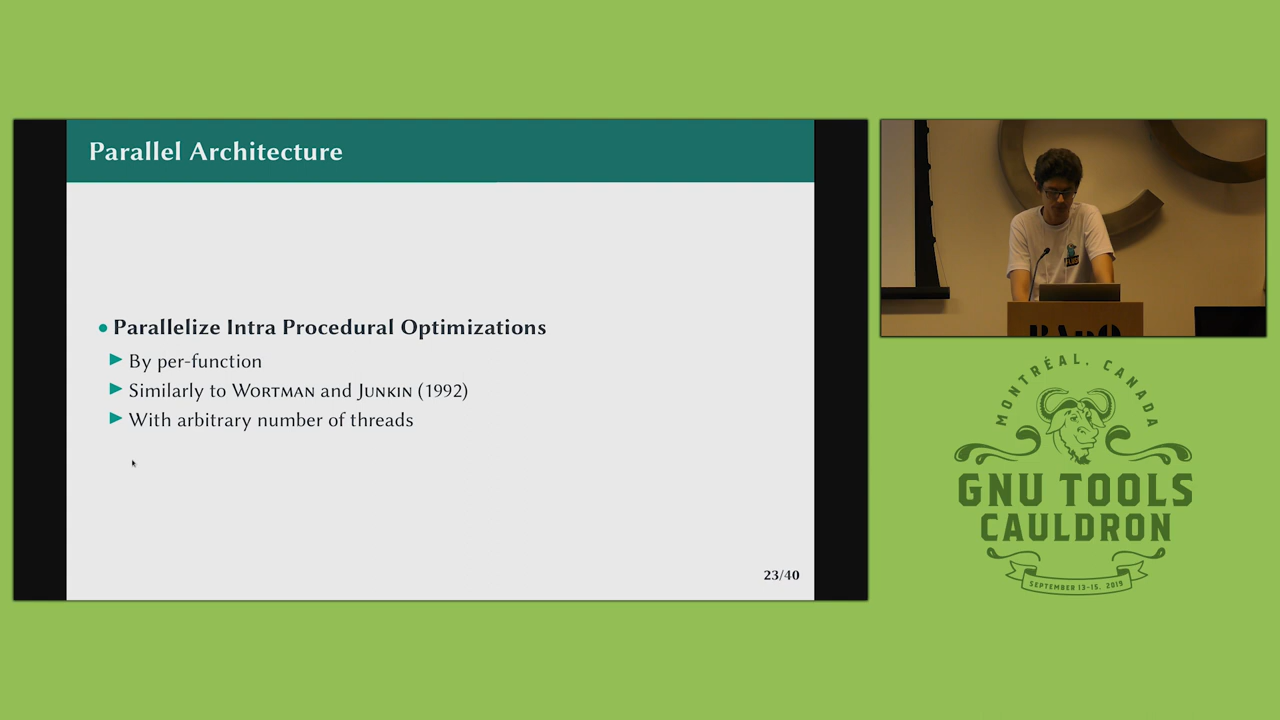 Parallel Architecture
Parallelize Intra Procedural Optimizations
By per-function
Similarly to Wortman and Junkin (1992)
With arbitrary number of threads
23/40
MONTRÉAL, CANADA
GNU TOOLS
CAULDRON
SEPTEMBER 13-15, 2019